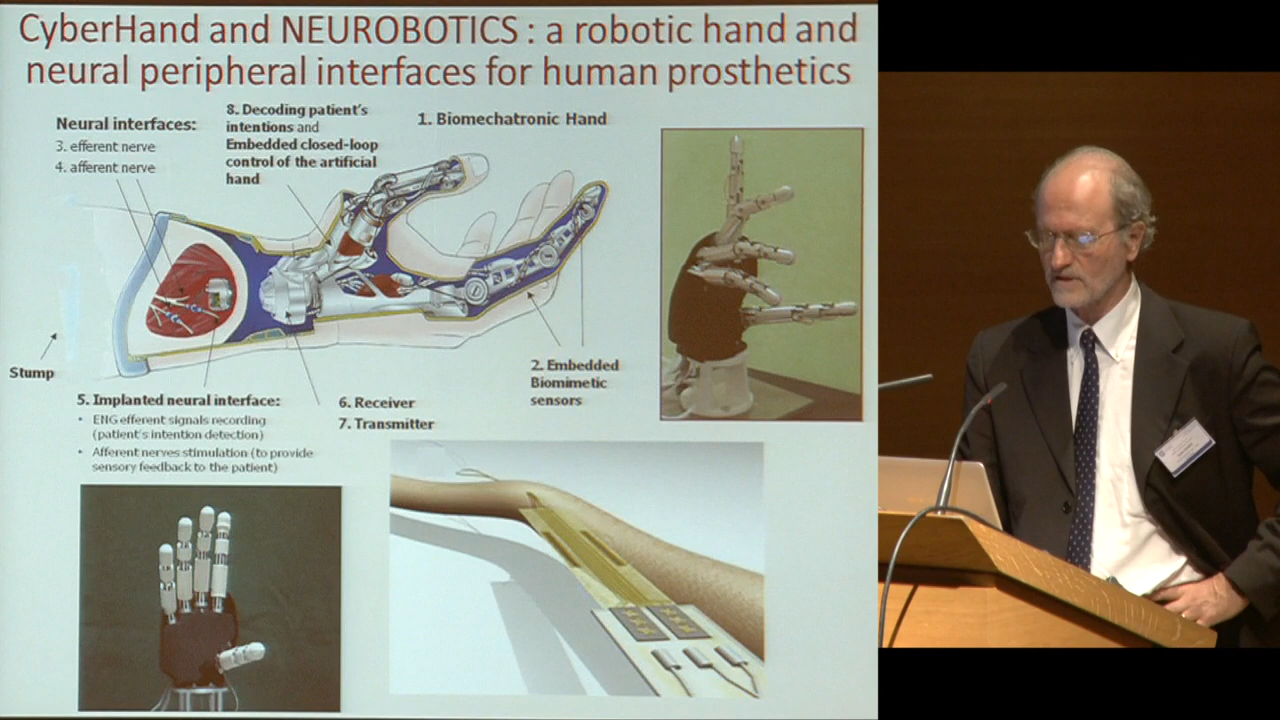 CyberHand and NEUROBOTICS : a robotic hand and
neural peripheral interfaces for human prosthetics
Neural interfaces:
3. efferent nerve
4. afferent nerve
8. Decoding patient's
intentions and
Embedded closed-loop
control of the artificial
hand
1. Biomechatronic Hand
Stump
2. Embedded
Biomimetic
sensors
5. Implanted neural interface:
• ENG efferent signals recording
(patient's intention detection)
• Afferent nerves stimulation (to provide
sensory feedback to the patient)
6. Receiver
7. Transmitter